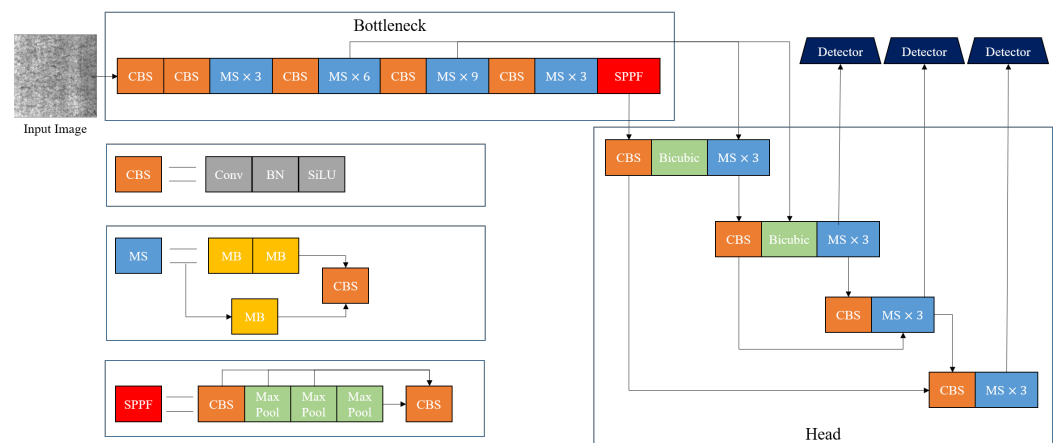 Bottleneck
CBS CBS MS × 3 CBS MS × 6 CBS MS × 9 CBS MS × 3 SPPF
Input Image
Detector Detector Detector
CBS Bicubic MS × 3
CBS Conv BN SiLU
CBS Bicubic MS × 3
MS MB MB
CBS
MB
CBS MS × 3
CBS MS × 3
SPPF CBS Max Pool Max Pool Max Pool CBS
Head